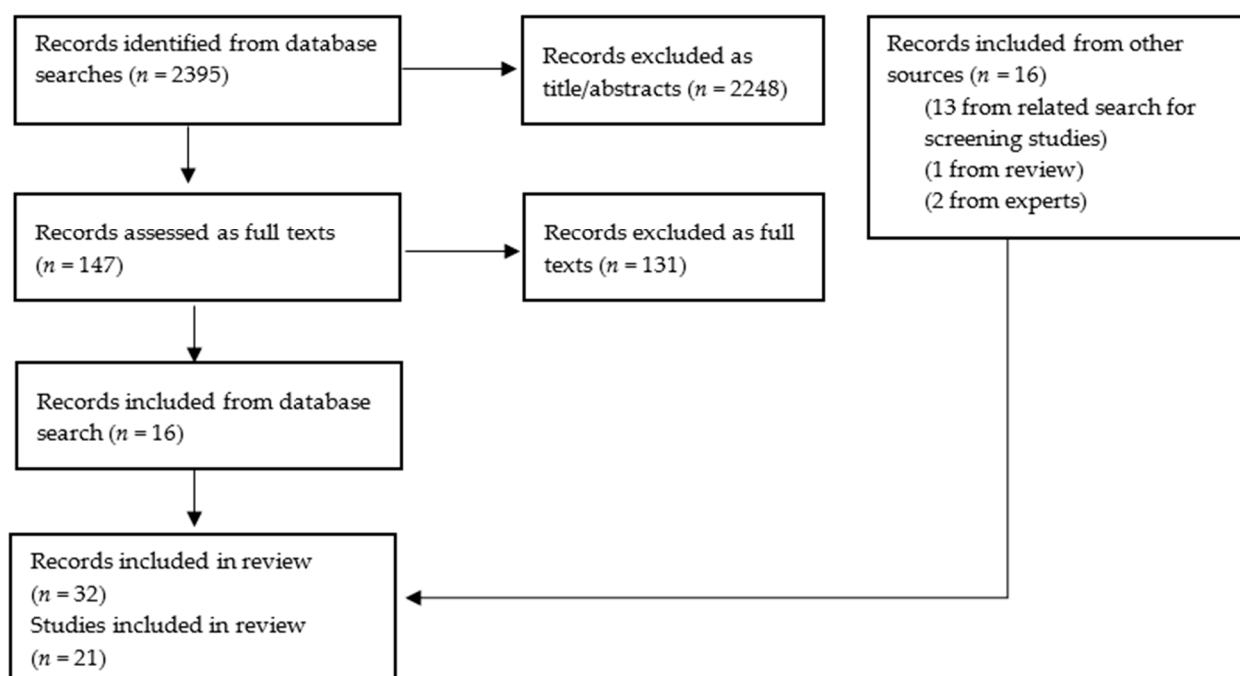 Records identified from database
searches (n = 2395)
Records excluded as
title/abstracts (n = 2248)
Records included from other
sources (n = 16)
(13 from related search for
screening studies)
(1 from review)
(2 from experts)
Records assessed as full texts
(n = 147)
Records excluded as full
texts (n = 131)
Records included from database
search (n = 16)
Records included in review
(n = 32)
Studies included in review
(n = 21)